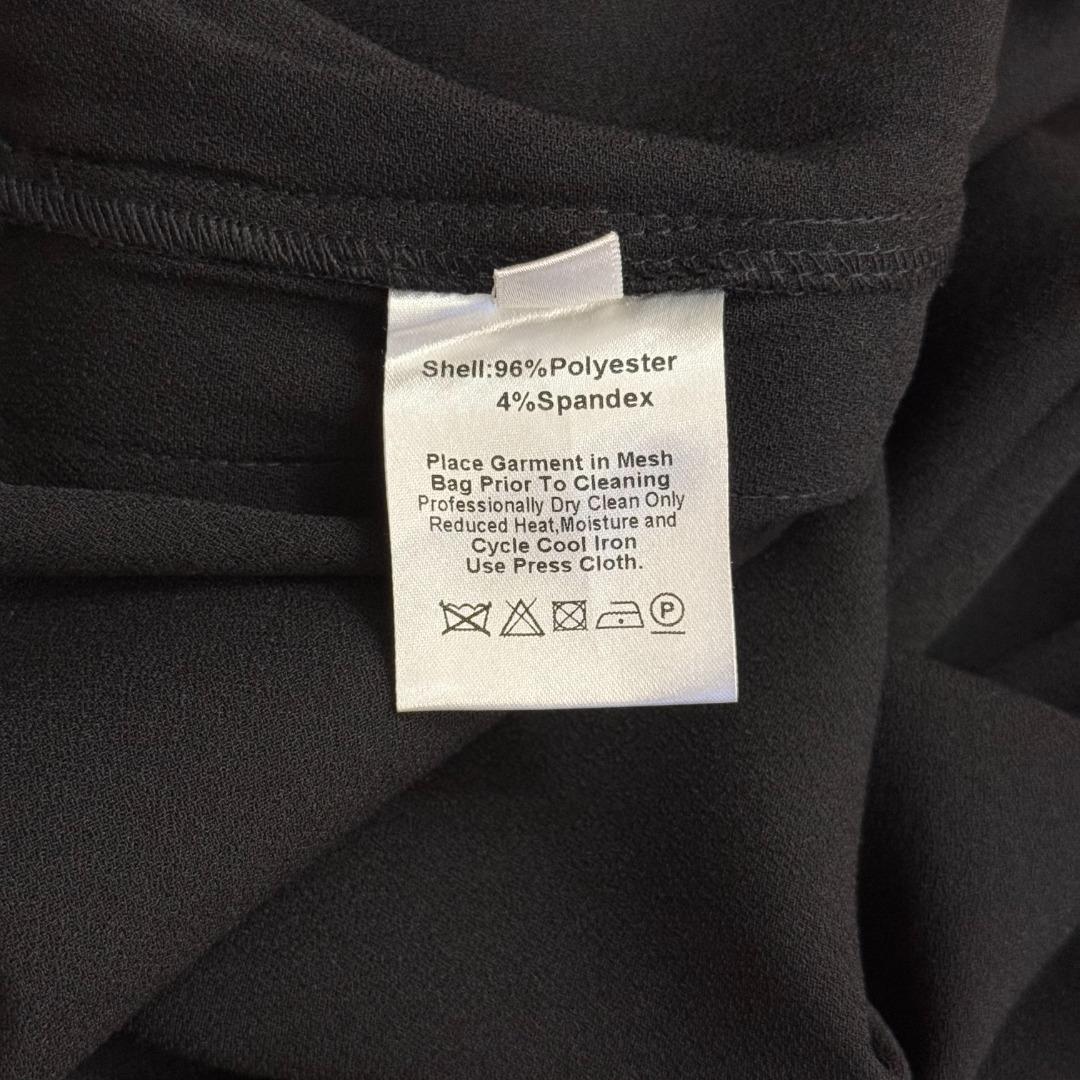 Shell:96%Polyester
4%Spandex
Place Garment in Mesh
Bag Prior To Cleaning
Professionally Dry Clean Only
Reduced Heat,Moisture and
Cycle Cool Iron
Use Press Cloth.
P